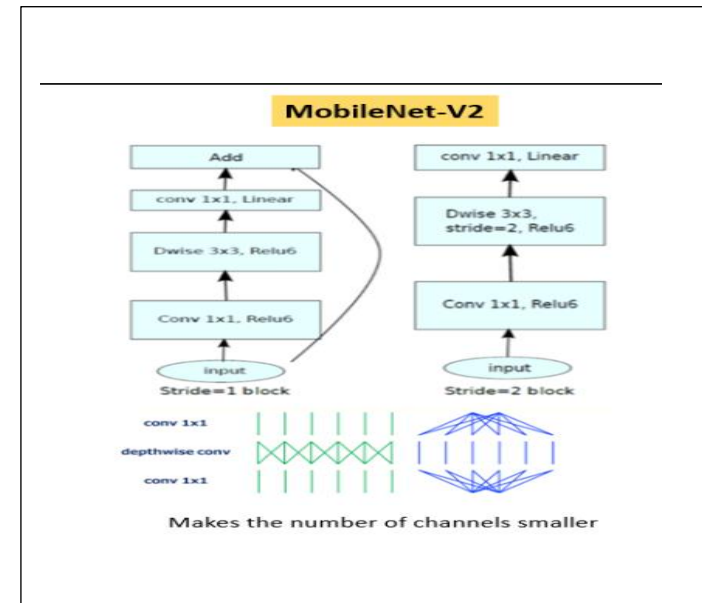 MobileNet-V2
Add
conv 1x1, Linear
Dwise 3x3, Relu6
Conv 1x1, Relu6
input
Stride=1 block
conv 1x1, Linear
Dwise 3x3,
stride=2, Relu6
Conv 1x1, Relu6
input
Stride=2 block
conv 1x1
depthwise conv
conv 1x1
Makes the number of channels smaller